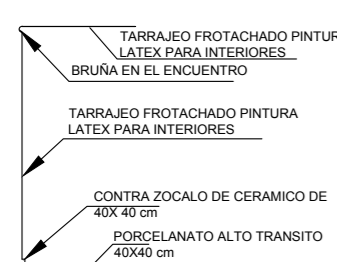 TARRAJEO FROTACHADO PINTUR
LATEX PARA INTERIORES
BRUÑA EN EL ENCUENTRO
TARRAJEO FROTACHADO PINTURA
LATEX PARA INTERIORES
CONTRA ZOCALO DE CERAMICO DE
40X 40 cm
PORCELANATO ALTO TRANSITO
40X40 cm